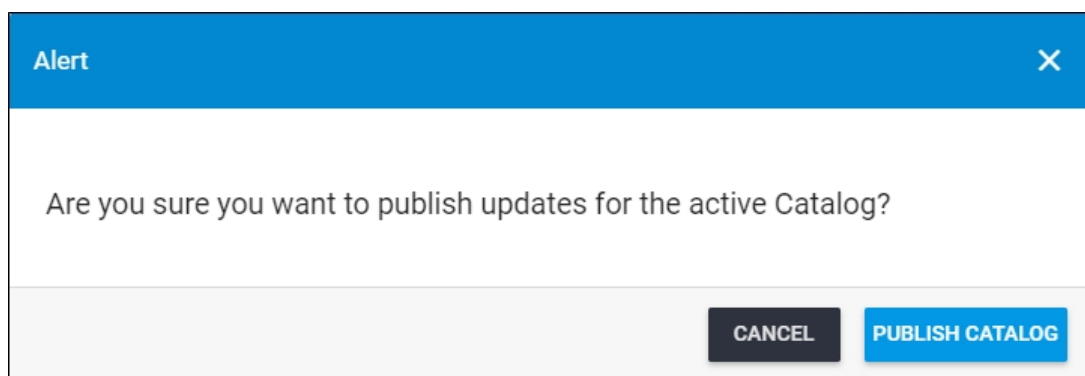 Alert
Are you sure you want to publish updates for the active Catalog?
CANCEL PUBLISH CATALOG